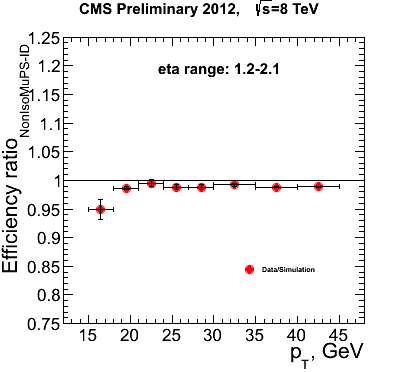 CMS Preliminary 2012, √s=8 TeV
1.25
1.2
1.15
1.1
1.05
1
0.95
0.9
0.85
0.8
0.75
Efficiency ratio NonIsoMuPS-ID
eta range: 1.2-2.1
Data/Simulation
15 20 25 30 35 40 45
pT, GeV